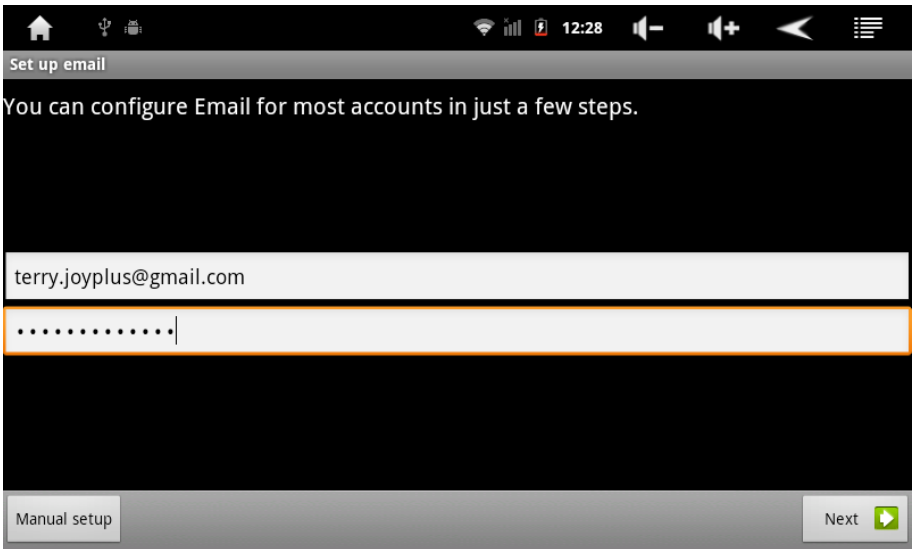 12:28
Set up email
You can configure Email for most accounts in just a few steps.
terry.joyplus@gmail.com
•••••••••••••
Manual setup
Next